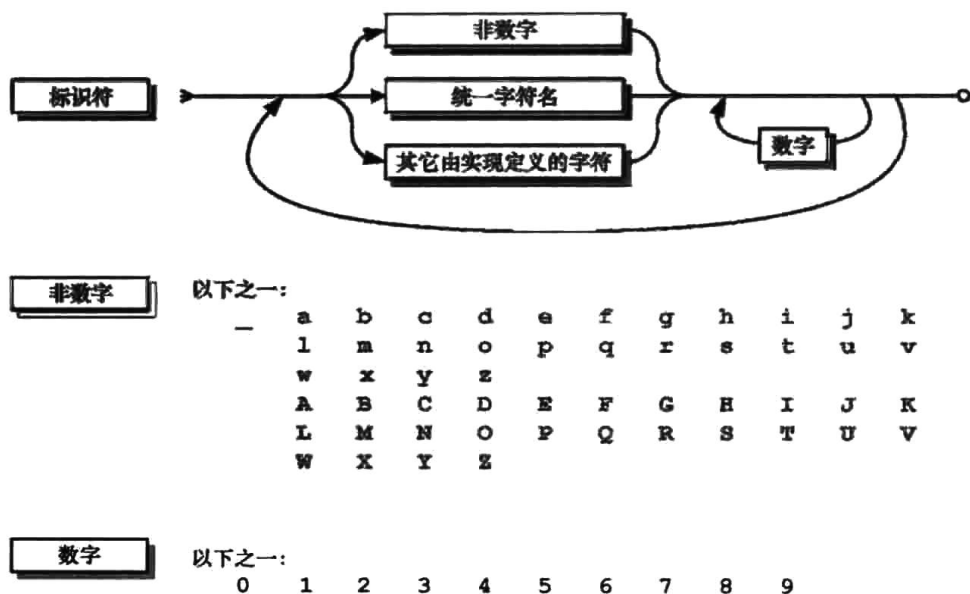 非数字
标识符
统一字符名
其它由实现定义的字符
数字
非数字
以下之一:
_ a b c d e f g h i j k
l m n o p q r s t u v
w x y z
A B C D E F G H I J K
L M N O P Q R S T U V
W X Y Z
数字
以下之一:
0 1 2 3 4 5 6 7 8 9